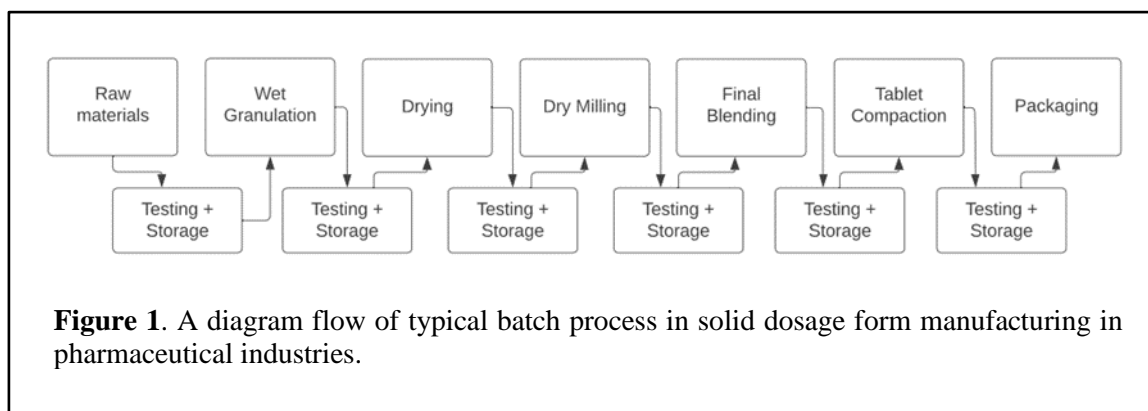 Raw
materials
Wet
Granulation
Drying
Dry Milling
Final
Blending
Tablet
Compaction
Packaging
Testing +
Storage
Testing +
Storage
Testing +
Storage
Testing +
Storage
Testing +
Storage
Testing +
Storage
Figure 1. A diagram flow of typical batch process in solid dosage form manufacturing in
pharmaceutical industries.